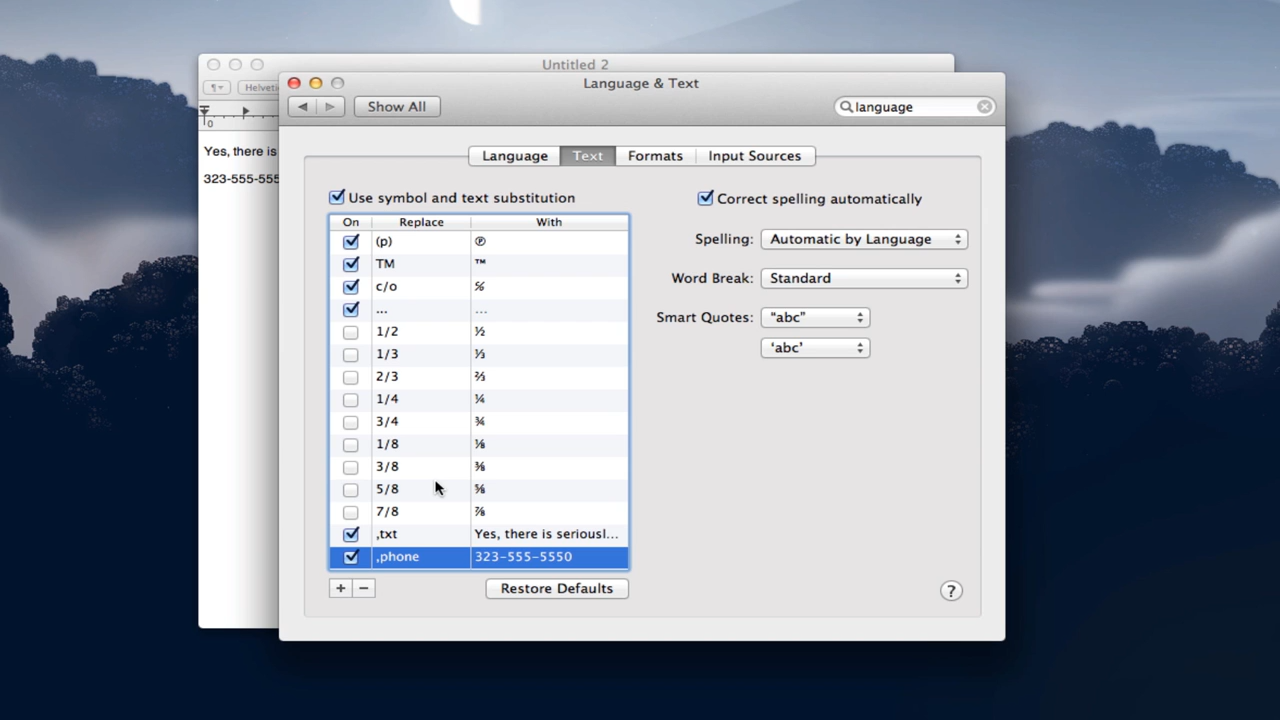 Untitled 2
Language & Text
Helveti
Show All
language
0
Yes, there is
323-555-555
Language Text Formats Input Sources
Use symbol and text substitution
Correct spelling automatically
On Replace With
(p) ℗
TM ™
c/o ℅
... …
1/2 ½
1/3 ⅓
2/3 ⅔
1/4 ¼
3/4 ¾
1/8 ⅛
3/8 ⅜
5/8 ⅝
7/8 ⅞
,txt Yes, there is seriousl...
,phone 323-555-5550
Spelling: Automatic by Language
Word Break: Standard
Smart Quotes: “abc”
‘abc’
+ −
Restore Defaults
?